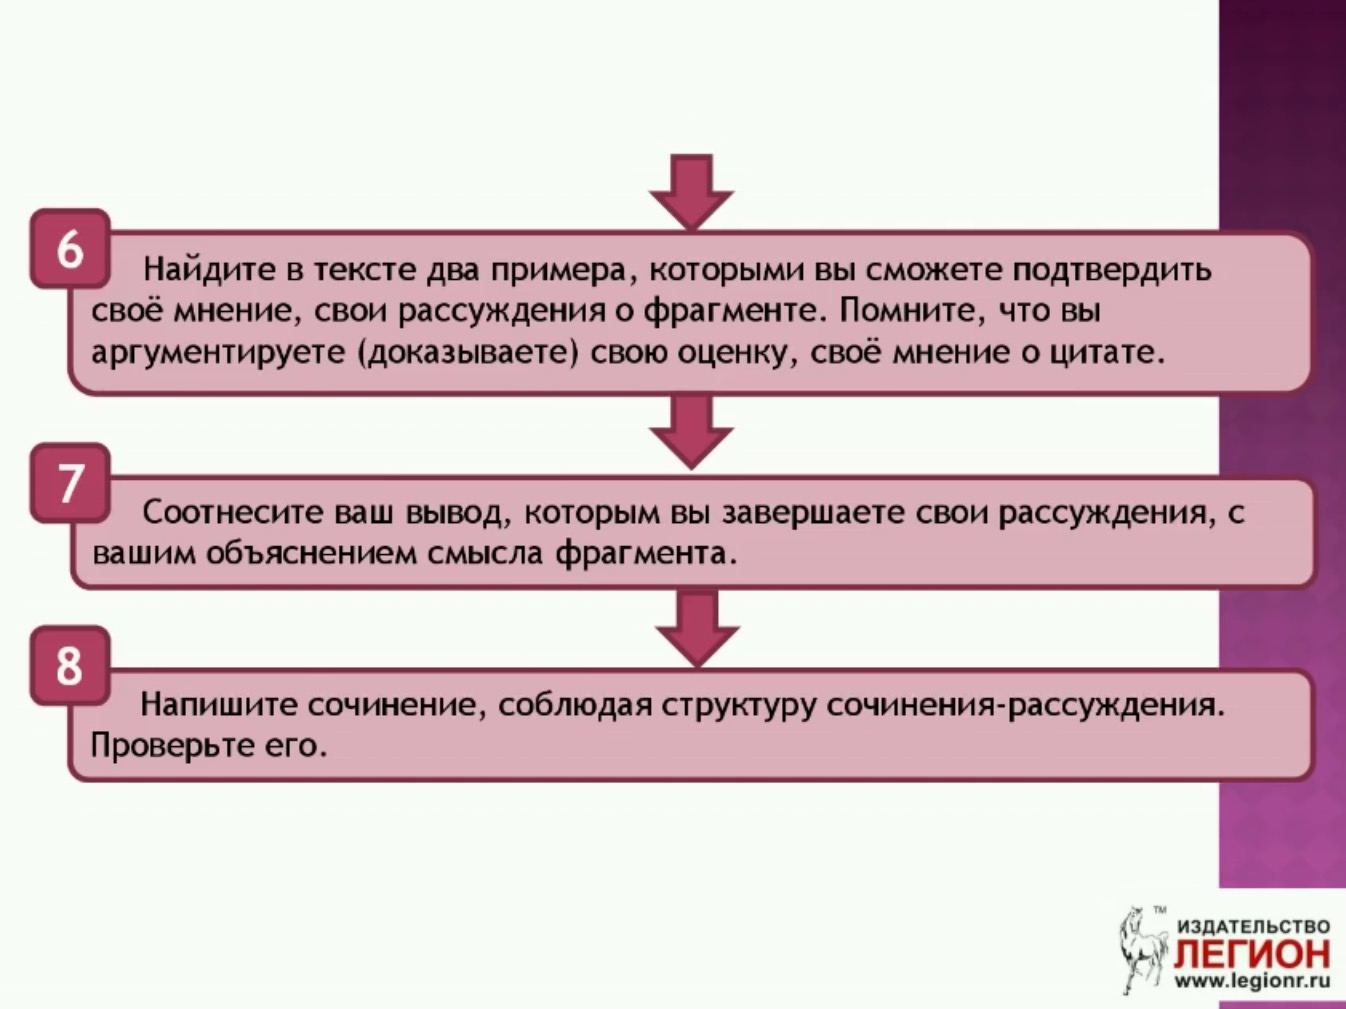 6
Найдите в тексте два примера, которыми вы сможете подтвердить
своё мнение, свои рассуждения о фрагменте. Помните, что вы
аргументируете (доказываете) свою оценку, своё мнение о цитате.
7
Соотнесите ваш вывод, которым вы завершаете свои рассуждения, с
вашим объяснением смысла фрагмента.
8
Напишите сочинение, соблюдая структуру сочинения-рассуждения.
Проверьте его.
TM
ИЗДАТЕЛЬСТВО
ЛЕГИОН
www.legionr.ru